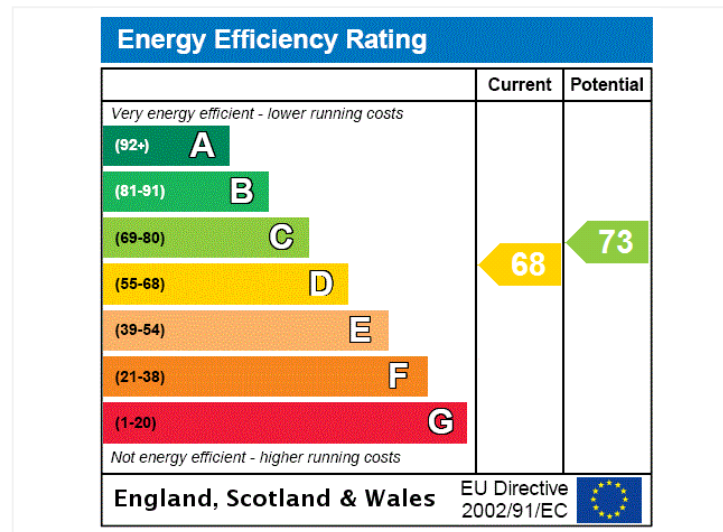 Energy Efficiency Rating
Current Potential
Very energy efficient - lower running costs
(92+) A
(81-91) B
(69-80) C
(55-68) D
(39-54) E
(21-38) F
(1-20) G
68
73
Not energy efficient - higher running costs
England, Scotland & Wales
EU Directive
2002/91/EC